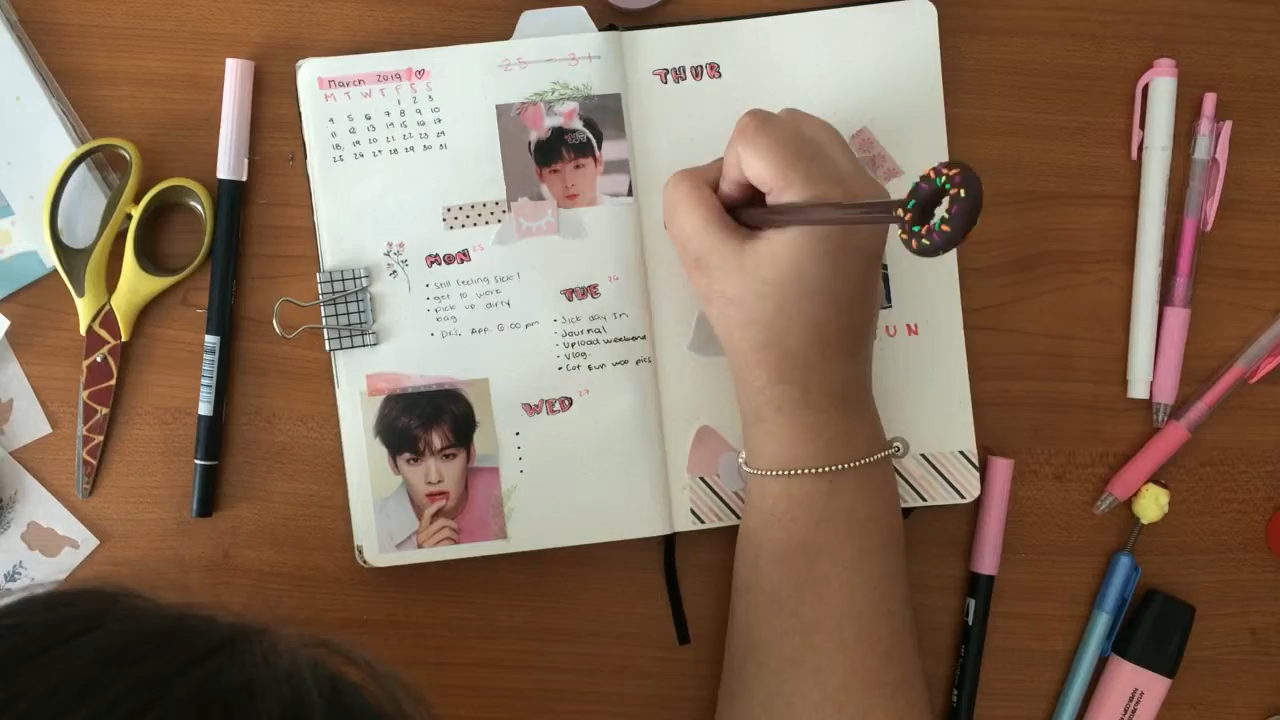 March 2019 ♡
M T W T F S S
1 2 3
4 5 6 7 8 9 10
11 12 13 14 15 16 17
18 19 20 21 22 23 24
25 26 27 28 29 30 31
25 - 31
MON 25
• Still feeling sick!
• get to work
• pick up dirty
bag
• Dr. App. 6:00 pm
TUE 26
• Sick day In
• Journal
• Upload weekend
• Vlog.
• Cot Eun woo pics
WED 27
THUR
UN